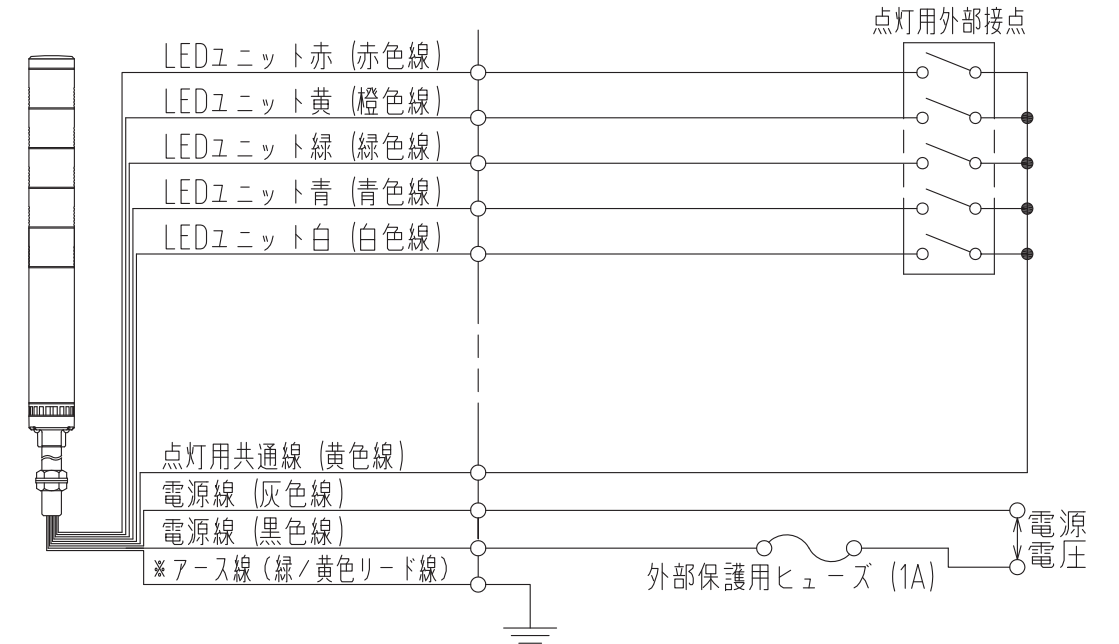 点灯用外部接点
LEDユニット赤 (赤色線)
LEDユニット黄 (橙色線)
LEDユニット緑 (緑色線)
LEDユニット青 (青色線)
LEDユニット白 (白色線)
点灯用共通線 (黄色線)
電源線 (灰色線)
電源線 (黒色線)
※アース線(緑/黄色リード線)
電源
電圧
外部保護用ヒューズ (1A)